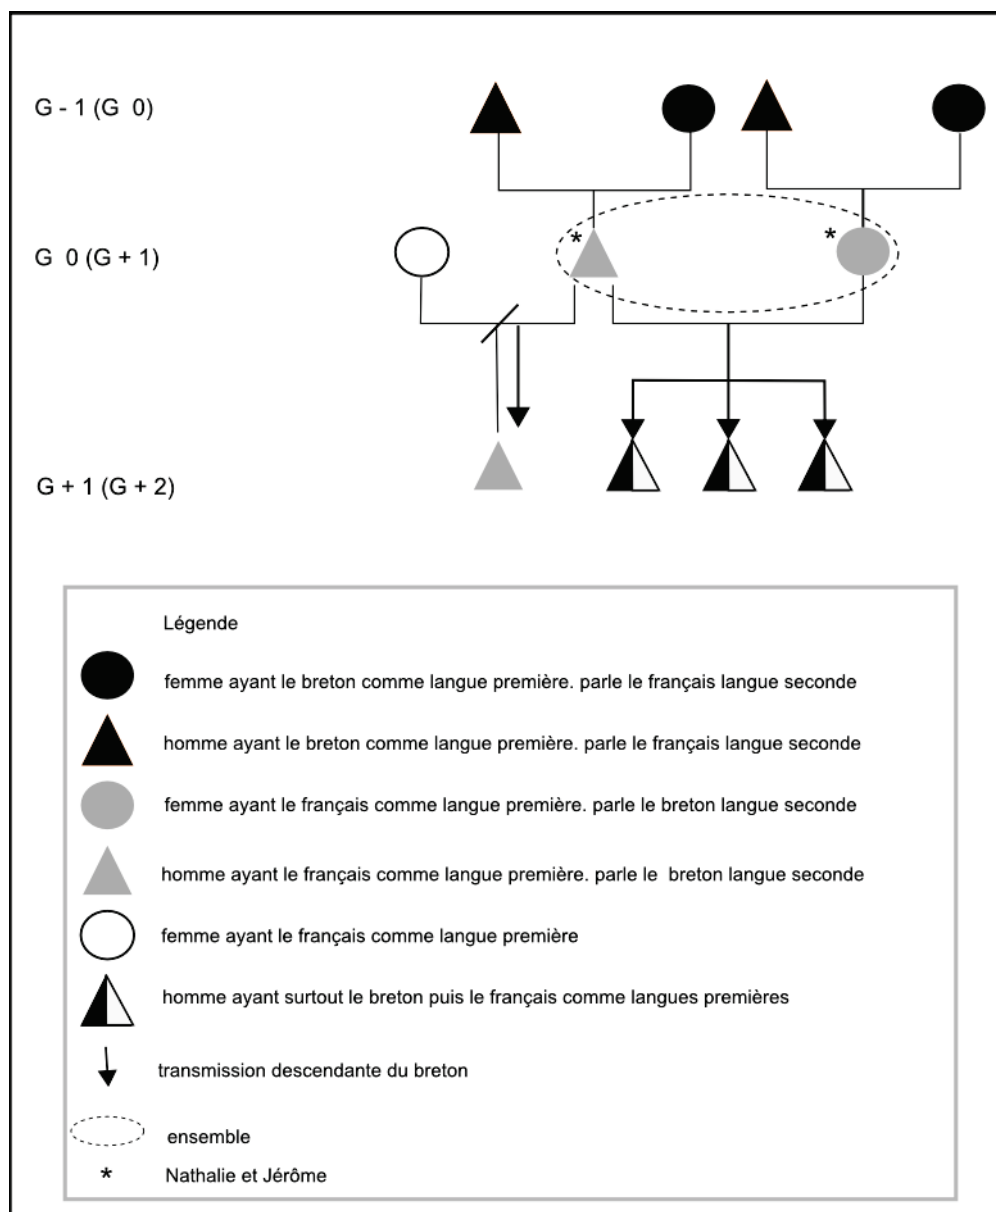 G - 1 (G 0)
*
*
G 0 (G + 1)
G + 1 (G + 2)
Légende
femme ayant le breton comme langue première. parle le français langue seconde
homme ayant le breton comme langue première. parle le français langue seconde
femme ayant le français comme langue première. parle le breton langue seconde
homme ayant le français comme langue première. parle le breton langue seconde
femme ayant le français comme langue première
homme ayant surtout le breton puis le français comme langues premières
transmission descendante du breton
ensemble
* Nathalie et Jérôme